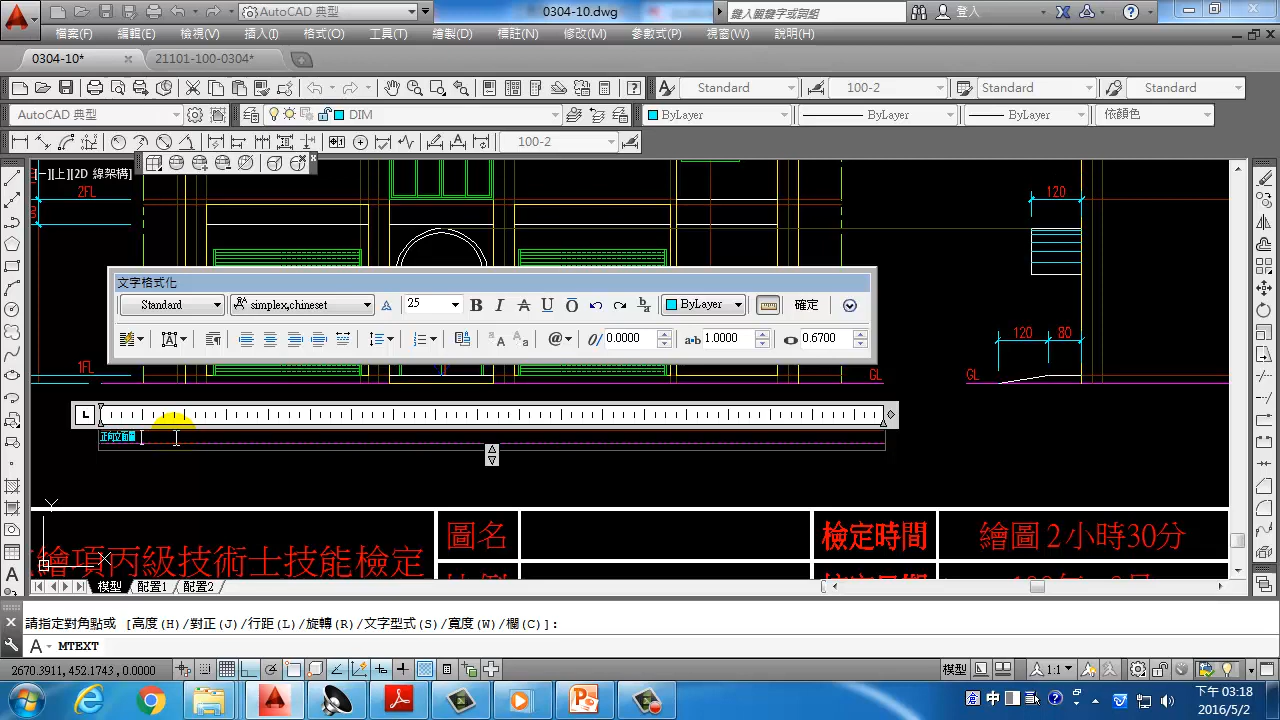 AutoCAD 典型
0304-10.dwg
鍵入關鍵字或詞組
登入
檔案(F) 編輯(E) 檢視(V) 插入(I) 格式(O) 工具(T) 繪製(D) 標註(N) 修改(M) 參數式(P) 視窗(W) 說明(H)
0304-10* 21101-100-0304*
Standard 100-2 Standard Standard
AutoCAD 典型 DIM ByLayer ByLayer ByLayer 依顏色
100-2
[-][上][2D 線架構]
2FL
120
文字格式化
Standard simplex,chineset 25 B I A U O ByLayer 確定
@ 0.0000 a•b 1.0000 0.6700
120 80
1FL
GL GL
正向立面圖
圖名 檢定時間 繪圖 2 小時30分
繪項丙級技術士技能檢定
模型 配置1 配置2
請指定對角點或 [高度(H)/對正(J)/行距(L)/旋轉(R)/文字型式(S)/寬度(W)/欄(C)]:
MTEXT
2670.3911, 452.1743, 0.0000
模型 1:1
中
下午 03:18
2016/5/2